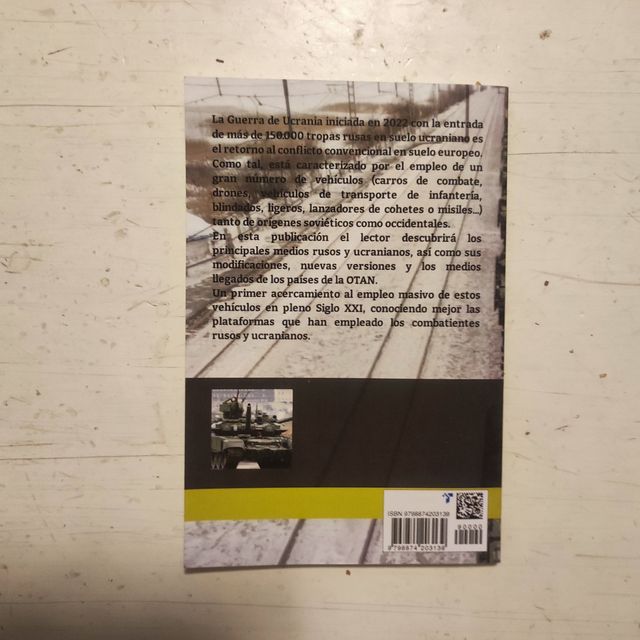 La Guerra de Ucrania iniciada en 2022 con la entrada
de más de 150.000 tropas rusas en suelo ucraniano es
el retorno al conflicto convencional en suelo europeo.
Como tal, está caracterizado por el empleo de un
gran número de vehículos (carros de combate,
drones, vehículos de transporte de infantería,
blindados, ligeros, lanzadores de cohetes o misiles...)
tanto de orígenes soviéticos como occidentales.
En esta publicación el lector descubrirá los
principales medios rusos y ucranianos, así como sus
modificaciones, nuevas versiones y los medios
llegados de los países de la OTAN.
Un primer acercamiento al empleo masivo de estos
vehículos en pleno Siglo XXI, conociendo mejor las
plataformas que han empleado los combatientes
rusos y ucranianos.
ISBN 9798874203138
90000
9 798874 203138